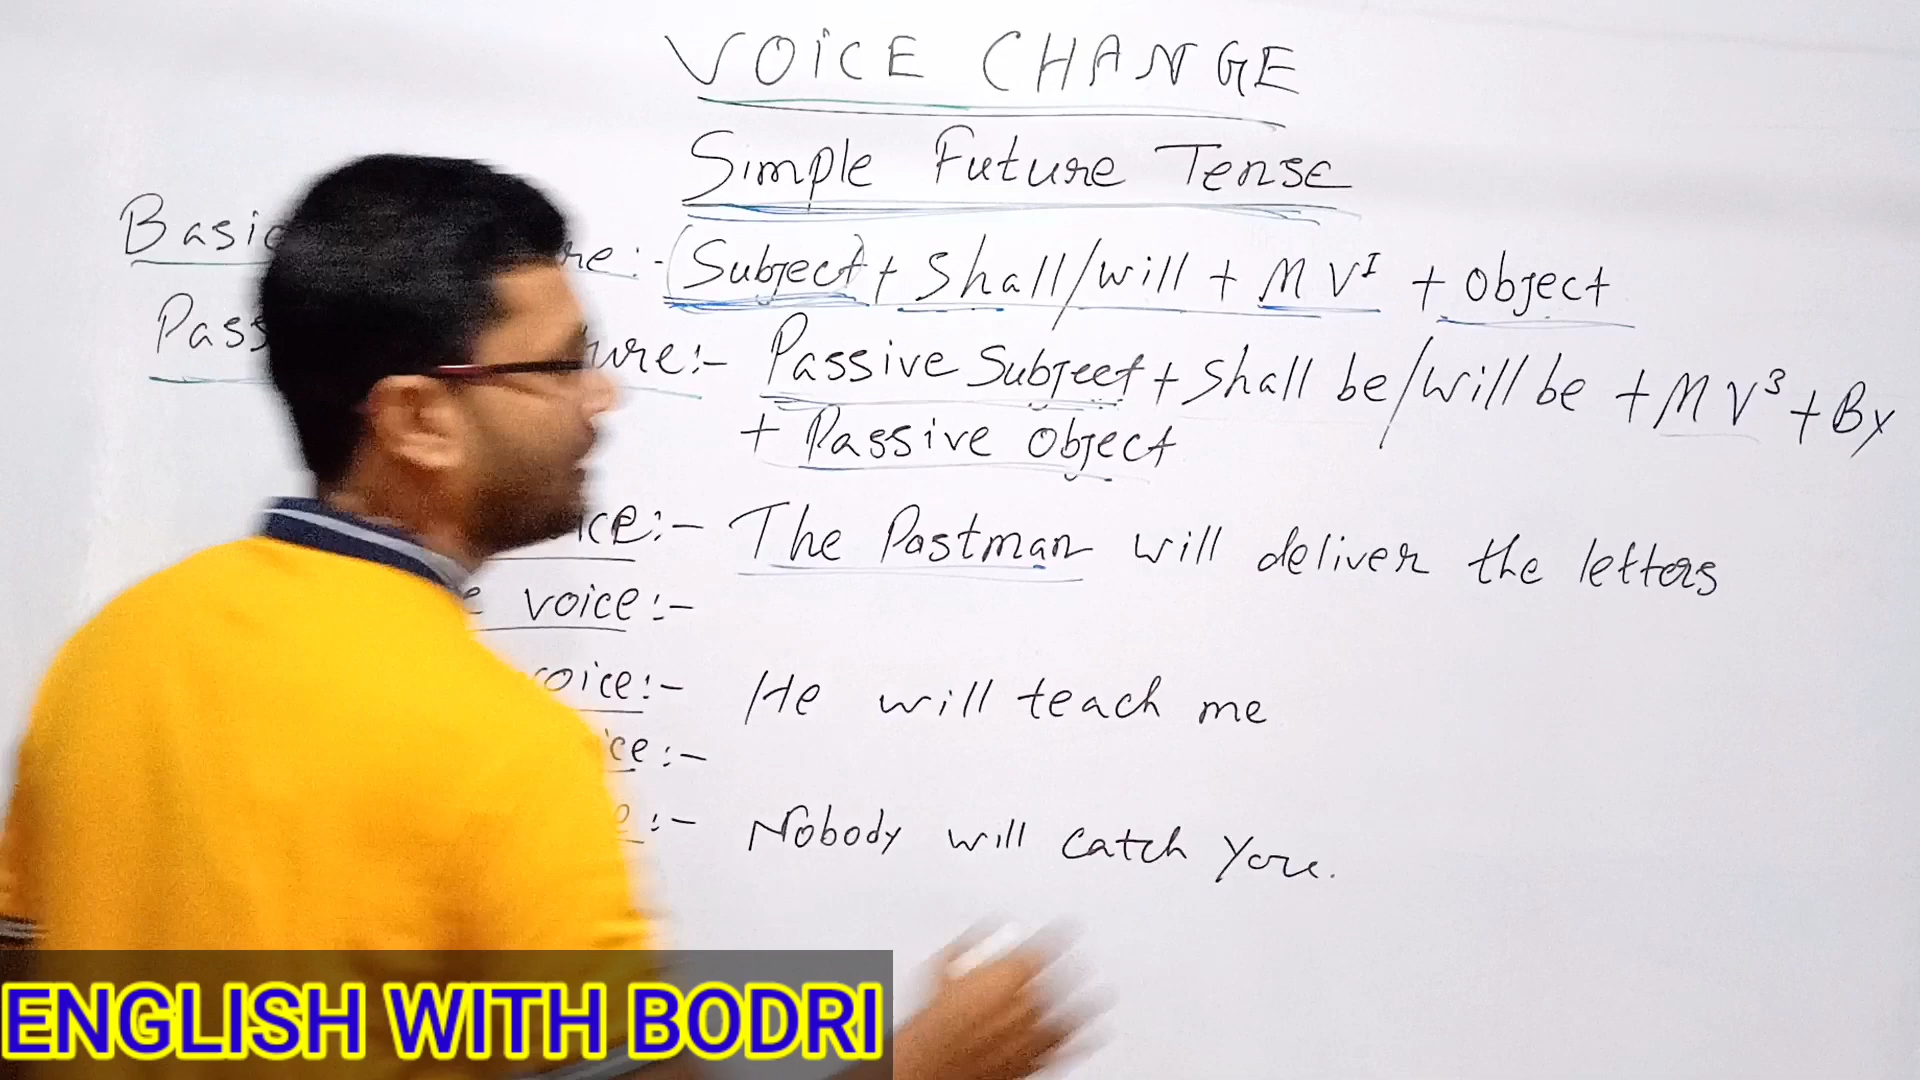 VOICE CHANGE
Simple Future Tense
Basic re:- (Subject) + Shall/will + MV¹ + Object
Pass ure:- Passive Subject + Shall be/will be + MV³ + By
+ Passive Object
ice:- The Postman will deliver the letters
e voice:-
voice:- He will teach me
ice:-
e:- Nobody will catch you.
ENGLISH WITH BODRI